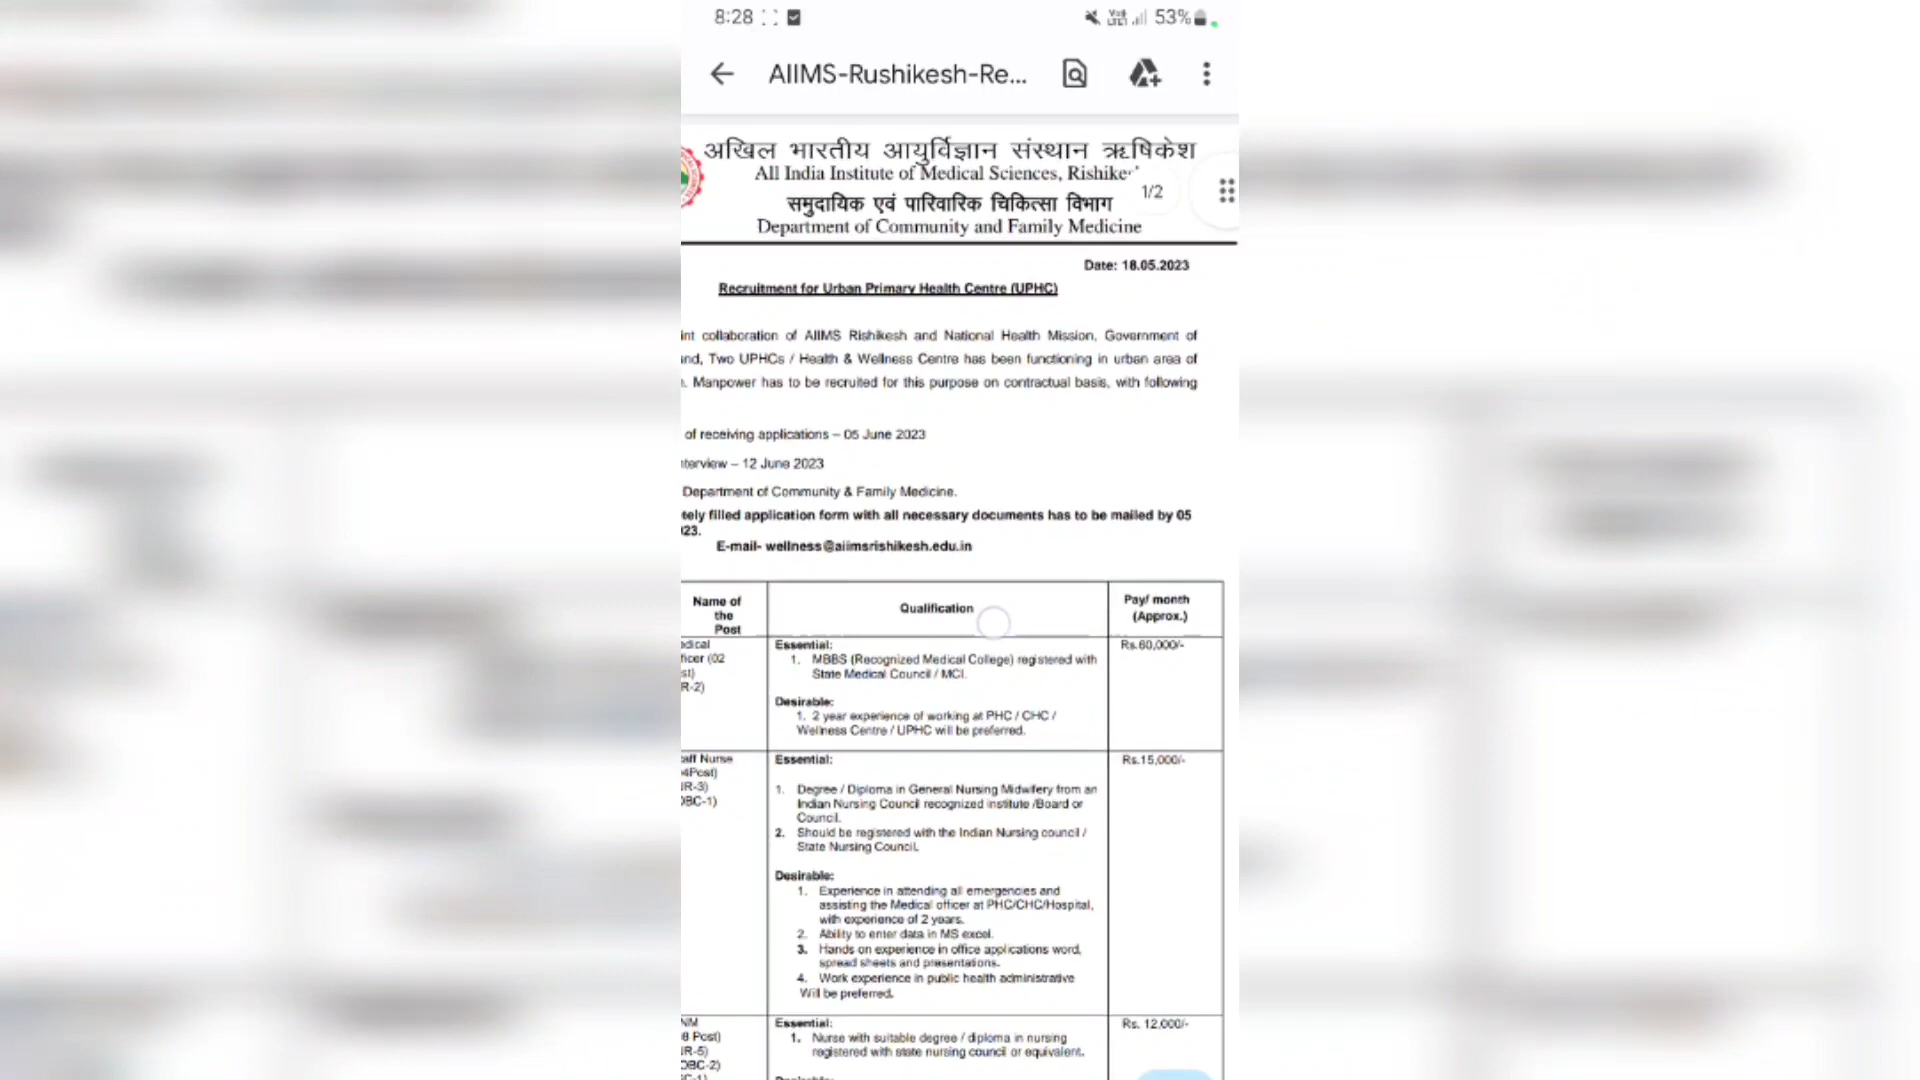 8:28
53%
AIIMS-Rushikesh-Re...
अखिल भारतीय आयुर्विज्ञान संस्थान ऋषिकेश
All India Institute of Medical Sciences,
1/2
समुदायिक एवं पारिवारिक चिकित्सा विभाग
Department of Community and Family Medicine
Date: 18.05.2023
Recruitment for Urban Primary Health Centre (UPHC)
collaboration of AIIMS Rishikesh and National Health Mission, Government of
Two UPHCs / Health & Wellness Centre has been functioning in urban area of
Manpower has to be recruited for this purpose on contractual basis, with following
of receiving applications – 05 June 2023
– 12 June 2023
Department of Community & Family Medicine.
filled application form with all necessary documents has to be mailed by 05
23.
E-mail- wellness@aiimsrishikesh.edu.in
Name of the Post
Qualification
Pay/ month (Approx.)
(02
R-2)
Essential:
1. MBBS (Recognized Medical College) registered with
State Medical Council / MCI.
Desirable:
1. 2 year experience of working at PHC / CHC /
Wellness Centre / UPHC will be preferred.
Rs.60,000/-
Nurse
4Post)
R-3)
OBC-1)
Essential:
1. Degree / Diploma in General Nursing Midwifery from an
Indian Nursing Council recognized institute /Board or
Council.
2. Should be registered with the Indian Nursing council /
State Nursing Council.
Desirable:
1. Experience in attending all emergencies and
assisting the Medical officer at PHC/CHC/Hospital,
with experience of 2 years.
2. Ability to enter data in MS excel.
3. Hands on experience in office applications word,
spread sheets and presentations.
4. Work experience in public health administrative
Will be preferred.
Rs.15,000/-
NM
8 Post)
R-5)
OBC-2)
Essential:
1. Nurse with suitable degree / diploma in nursing
registered with state nursing council or equivalent.
Rs. 12,000/-